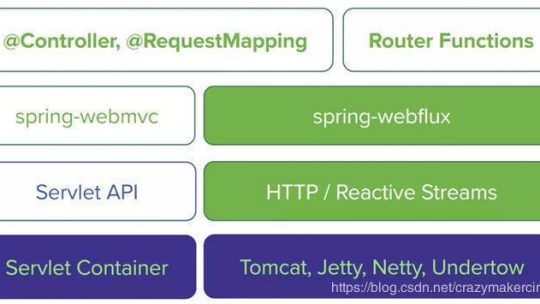 @Controller, @RequestMapping
Router Functions
spring-webmvc
spring-webflux
Servlet API
HTTP / Reactive Streams
Servlet Container
Tomcat, Jetty, Netty, Undertow
https://blog.csdn.net/crazymakercir